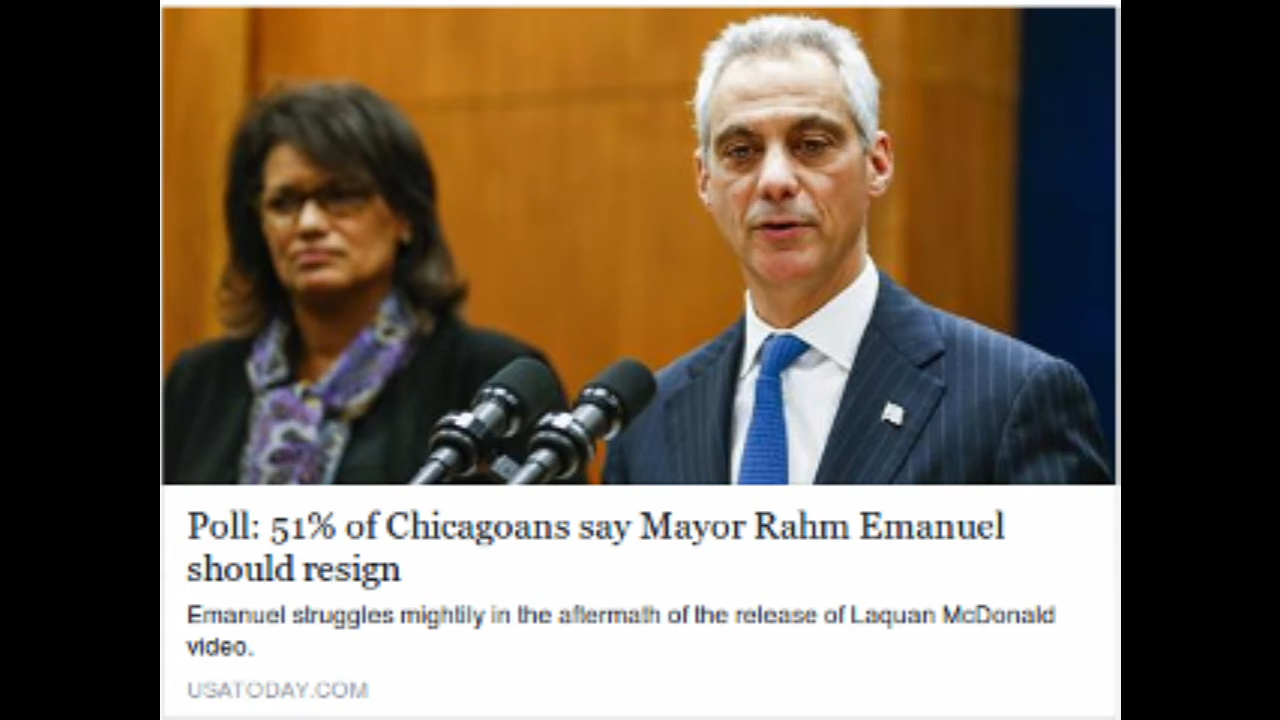 Poll: 51% of Chicagoans say Mayor Rahm Emanuel
should resign
Emanuel struggles mightily in the aftermath of the release of Laquan McDonald
video.
USATODAY.COM